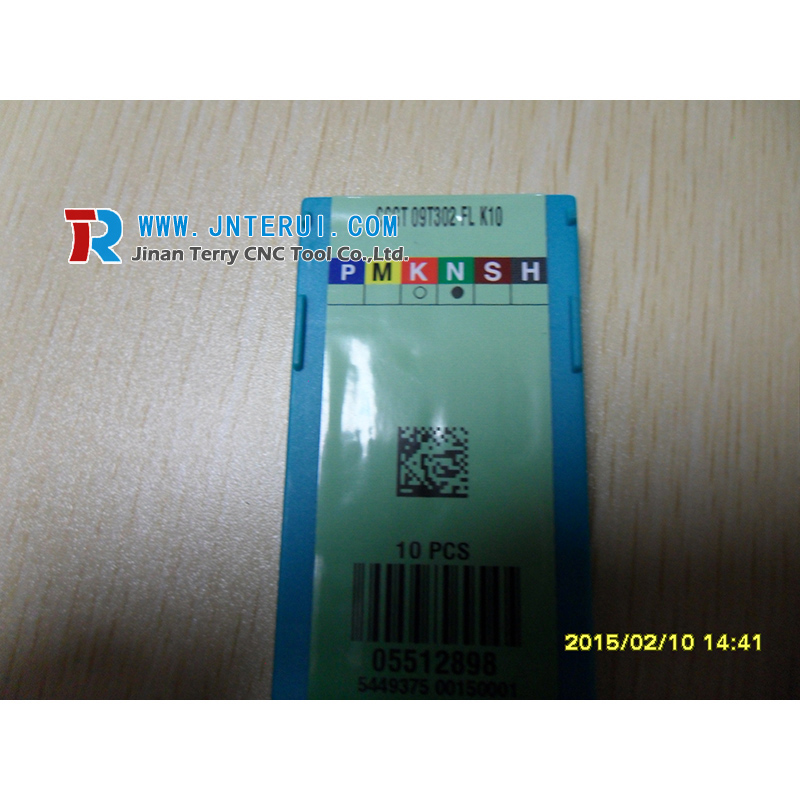 09T302-FL K10
TR WWW.JNTERUI.COM
Jinan Terry CNC Tool Co.,Ltd.
P M K N S H
10 PCS
05512898
5449375 00150001
2015/02/10 14:41